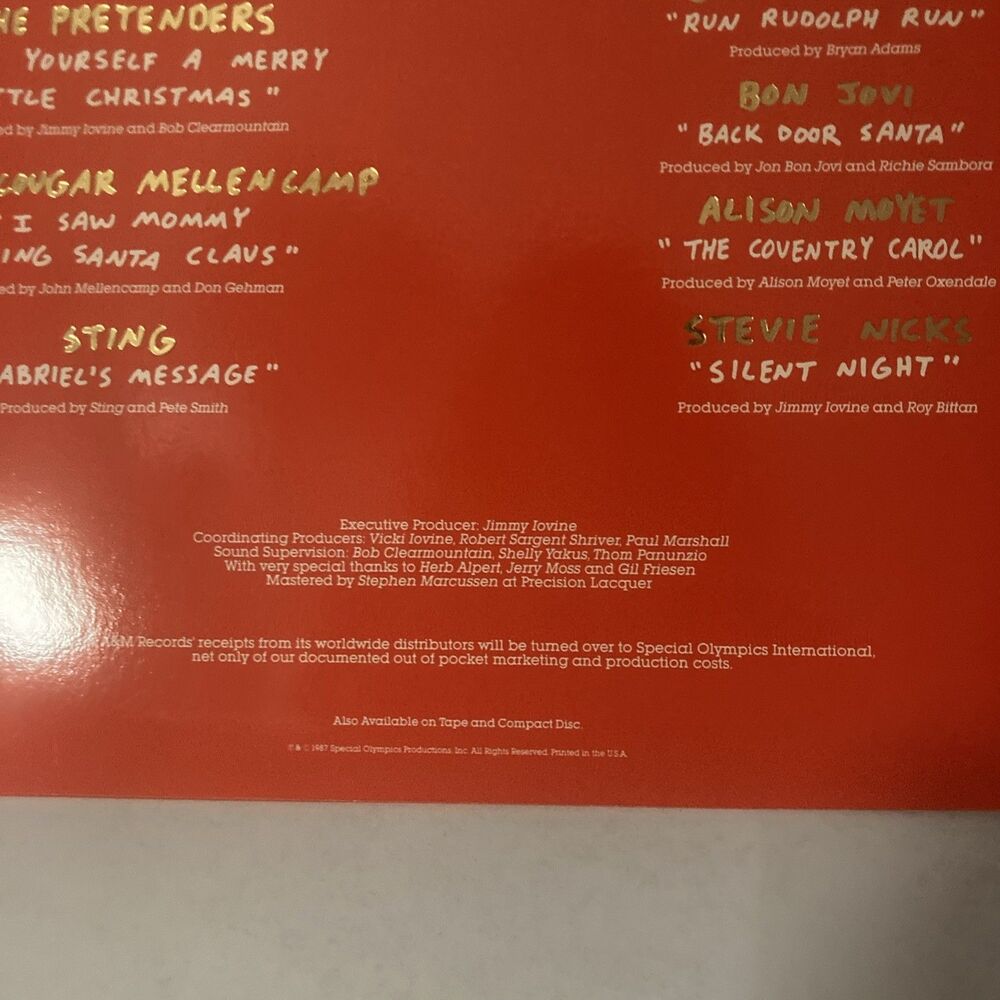 HE PRETENDERS
YOURSELF A MERRY
TTLE CHRISTMAS"
ed by Jimmy Iovine and Bob Clearmountain
COUGAR MELLENCAMP
I SAW MOMMY
ING SANTA CLAUS"
ed by John Mellencamp and Don Gehman
STING
ABRIEL'S MESSAGE"
Produced by Sting and Pete Smith
"RUN RUDOLPH RUN"
Produced by Bryan Adams
BON JOVI
"BACK DOOR SANTA"
Produced by Jon Bon Jovi and Richie Sambora
ALISON MOYET
"THE COVENTRY CAROL"
Produced by Alison Moyet and Peter Oxendale
STEVIE NICKS
"SILENT NIGHT"
Produced by Jimmy Iovine and Roy Bittan
Executive Producer: Jimmy Iovine
Coordinating Producers: Vicki Iovine, Robert Sargent Shriver, Paul Marshall
Sound Supervision: Bob Clearmountain, Shelly Yakus, Thom Panunzio
With very special thanks to Herb Alpert, Jerry Moss and Gil Friesen
Mastered by Stephen Marcussen at Precision Lacquer
A&M Records' receipts from its worldwide distributors will be turned over to Special Olympics International,
net only of our documented out of pocket marketing and production costs.
Also Available on Tape and Compact Disc.
℗ & © 1987 Special Olympics Productions, Inc. All Rights Reserved. Printed in the U.S.A.